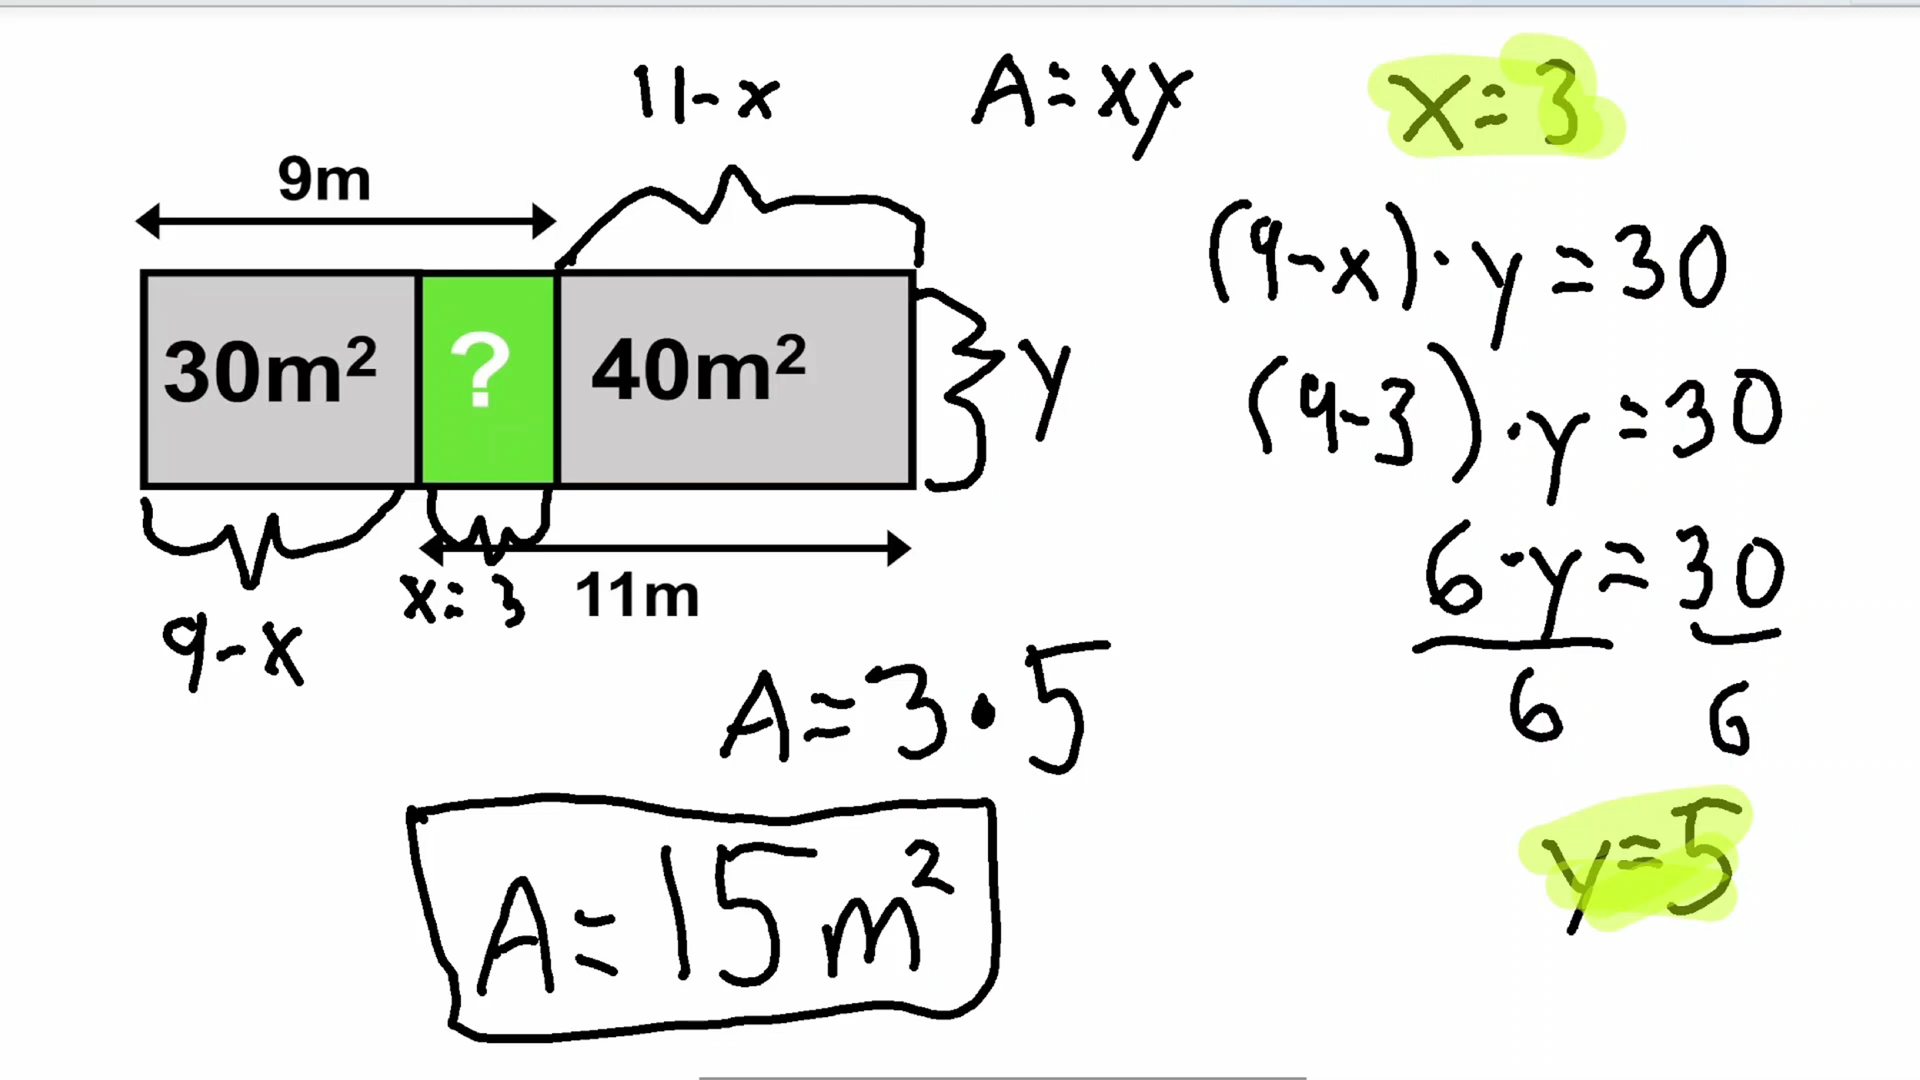 11-x
A=xy
x=3
9m
(9-x)·y=30
30m²
?
40m²
y
(9-3)·y=30
9-x
x=3
11m
6·y=30
6 6
A=3·5
y=5
A=15m²